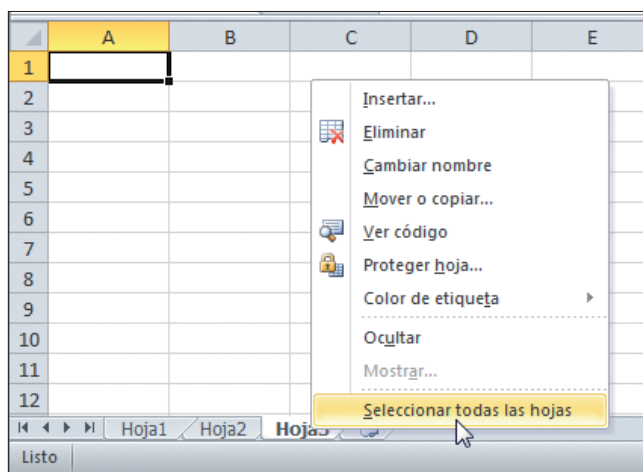 A B C D E
1
2
Insertar...
3
Eliminar
4
Cambiar nombre
5
Mover o copiar...
6
Ver código
7
Proteger hoja...
8
Color de etiqueta
9
10
Ocultar
11
Mostrar...
12
Seleccionar todas las hojas
Hoja1 Hoja2 Hoja3
Listo